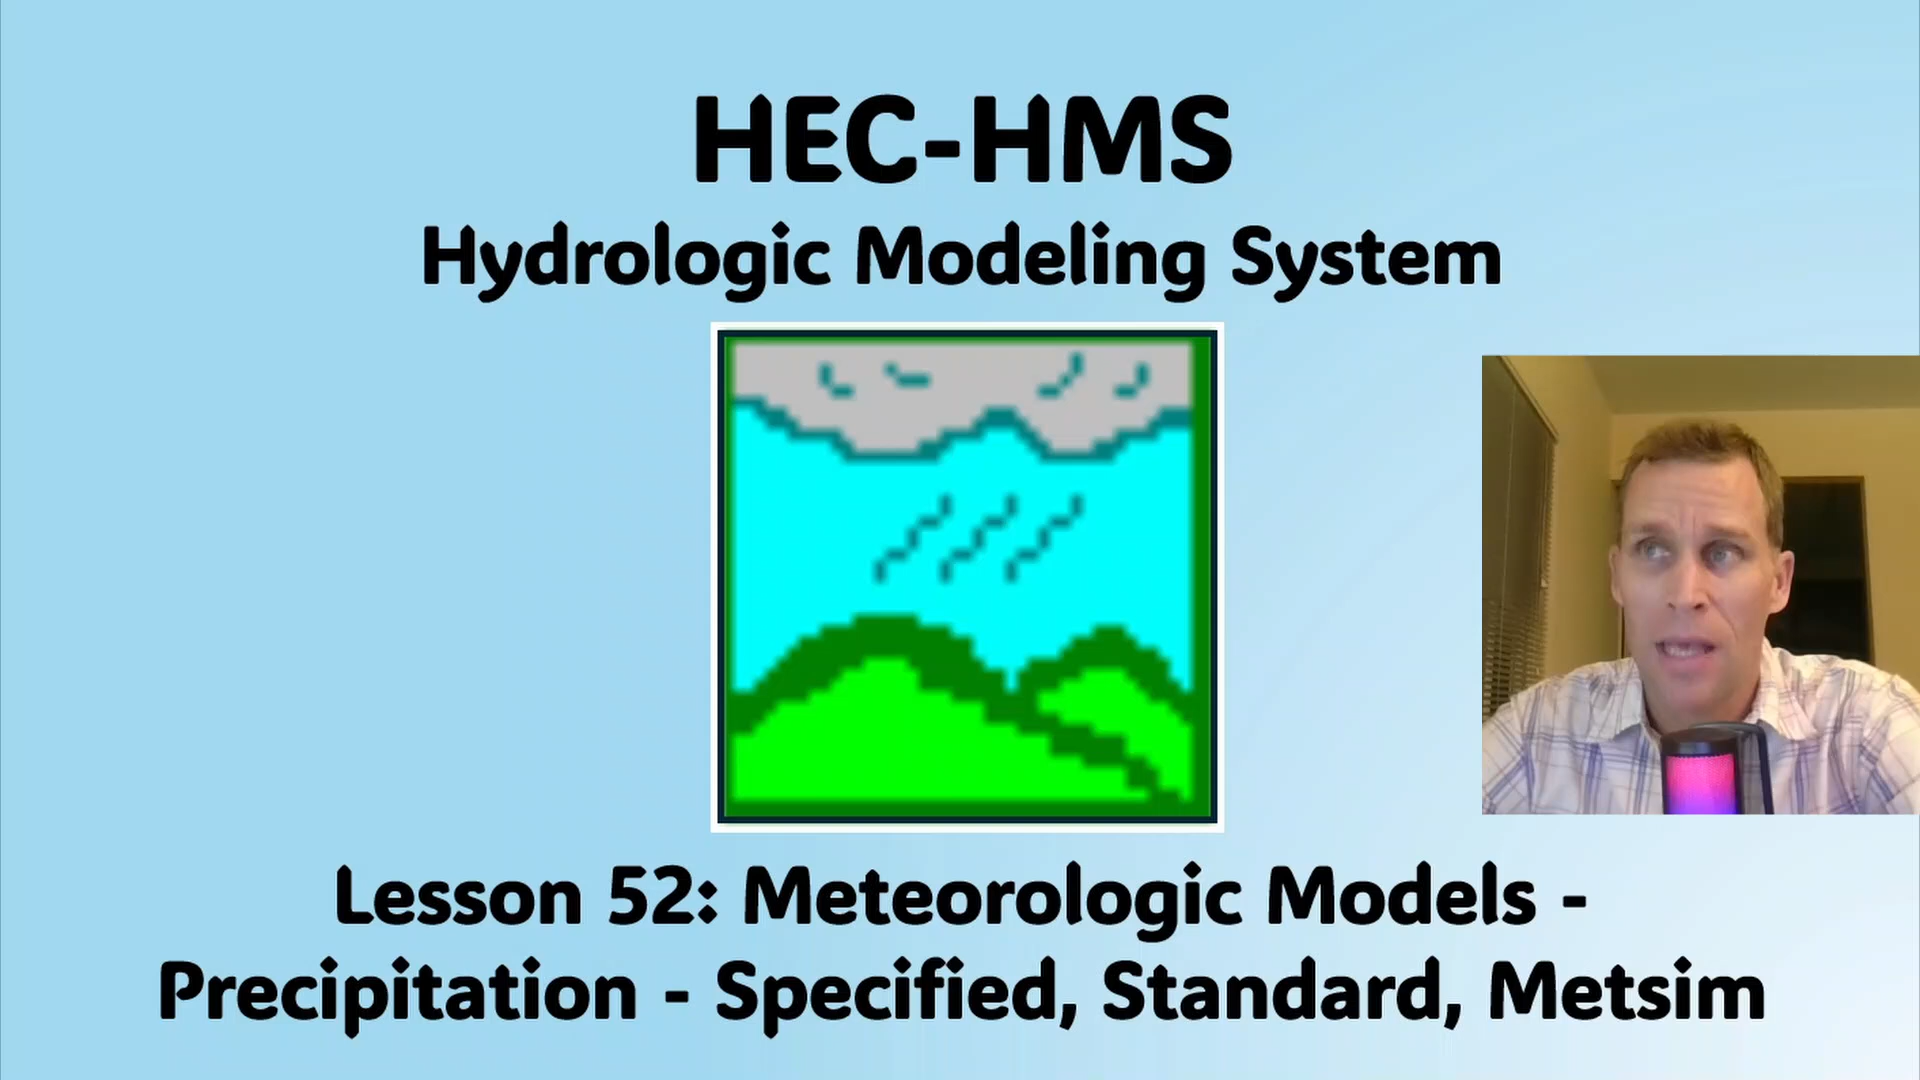 HEC-HMS
Hydrologic Modeling System
Lesson 52: Meteorologic Models -
Precipitation - Specified, Standard, Metsim